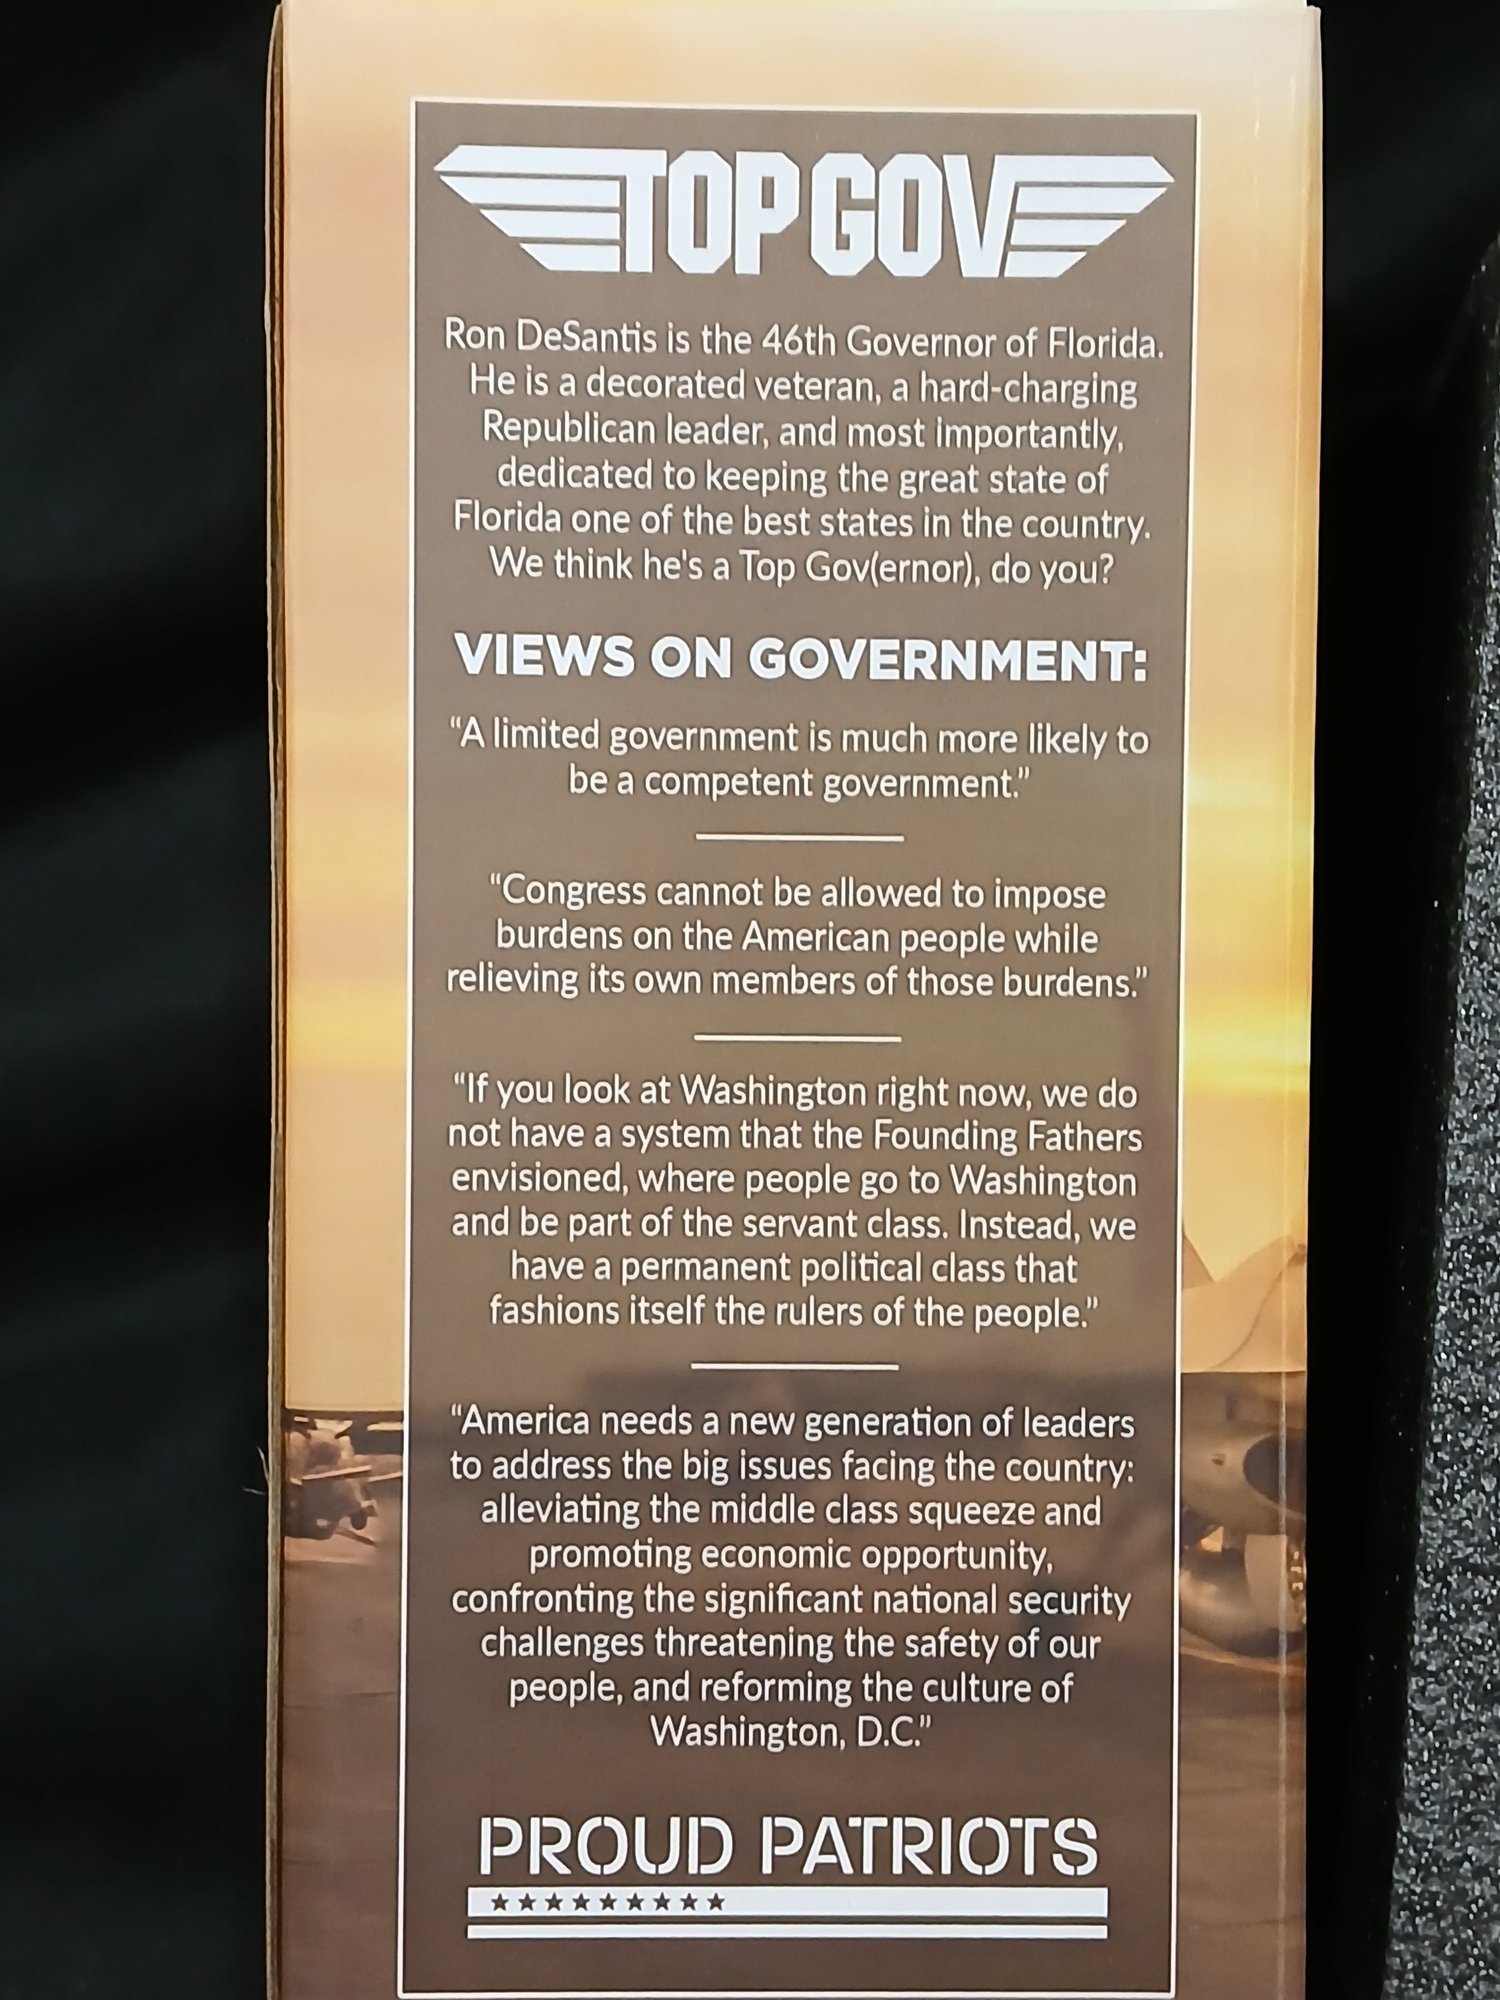 TOP GOV
Ron DeSantis is the 46th Governor of Florida.
He is a decorated veteran, a hard-charging
Republican leader, and most importantly,
dedicated to keeping the great state of
Florida one of the best states in the country.
We think he's a Top Gov(ernor), do you?
VIEWS ON GOVERNMENT:
“A limited government is much more likely to
be a competent government.”
“Congress cannot be allowed to impose
burdens on the American people while
relieving its own members of those burdens.”
“If you look at Washington right now, we do
not have a system that the Founding Fathers
envisioned, where people go to Washington
and be part of the servant class. Instead, we
have a permanent political class that
fashions itself the rulers of the people.”
“America needs a new generation of leaders
to address the big issues facing the country:
alleviating the middle class squeeze and
promoting economic opportunity,
confronting the significant national security
challenges threatening the safety of our
people, and reforming the culture of
Washington, D.C.”
PROUD PATRIOTS